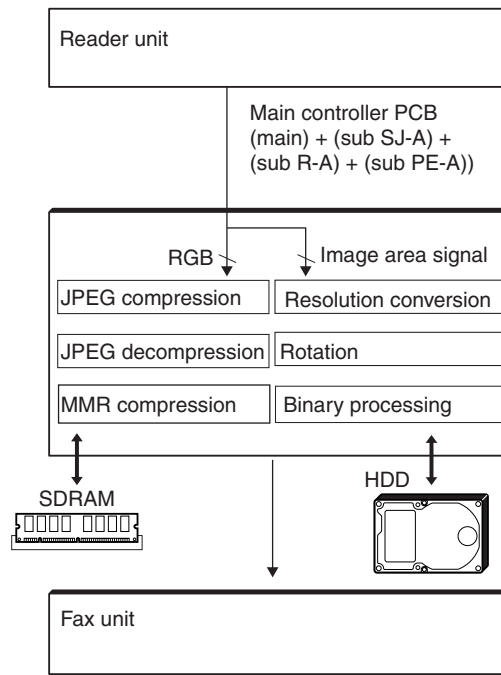 Reader unit
Main controller PCB
(main) + (sub SJ-A) +
(sub R-A) + (sub PE-A))
RGB
Image area signal
JPEG compression
Resolution conversion
JPEG decompression
Rotation
MMR compression
Binary processing
SDRAM
HDD
Fax unit